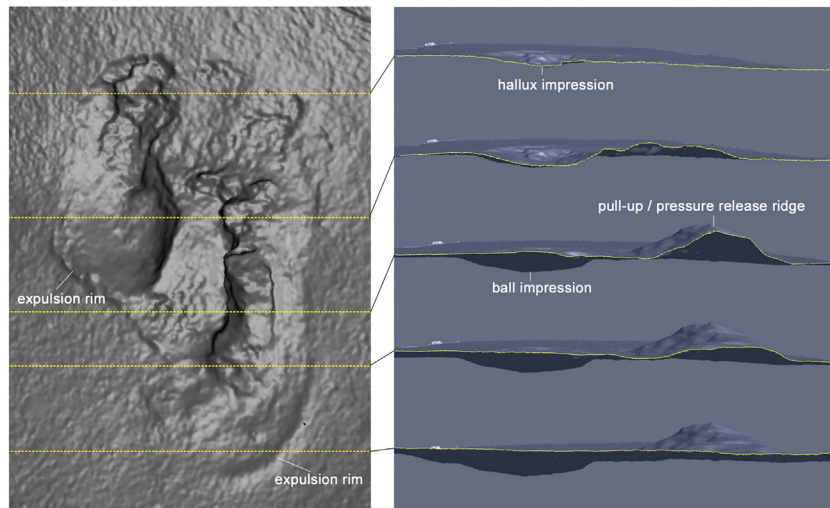 hallux impression
pull-up / pressure release ridge
expulsion rim
ball impression
expulsion rim